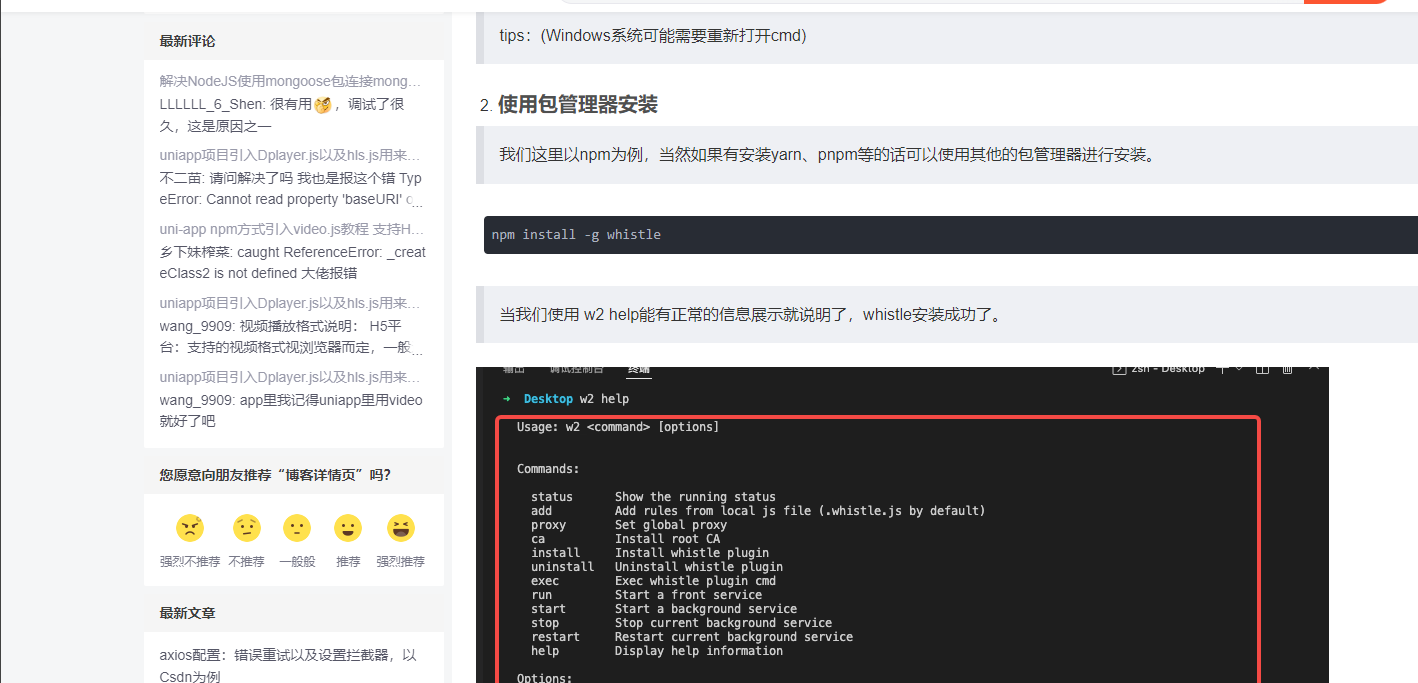 最新评论
解决NodeJS使用mongoose包连接mong...
LLLLLL_6_Shen: 很有用，调试了很
久，这是原因之一
uniapp项目引入Dplayer.js以及hls.js用来...
不二苗: 请问解决了吗 我也是报这个错 Typ
eError: Cannot read property 'baseURI' o...
uni-app npm方式引入video.js教程 支持H...
乡下妹榨菜: caught ReferenceError: _creat
eClass2 is not defined 大佬报错
uniapp项目引入Dplayer.js以及hls.js用来...
wang_9909: 视频播放格式说明： H5平
台：支持的视频格式视浏览器而定，一般...
uniapp项目引入Dplayer.js以及hls.js用来...
wang_9909: app里我记得uniapp里用video
就好了吧
您愿意向朋友推荐“博客详情页”吗？
强烈不推荐 不推荐 一般般 推荐 强烈推荐
最新文章
axios配置：错误重试以及设置拦截器，以
Csdn为例
tips：(Windows系统可能需要重新打开cmd)
2. 使用包管理器安装
我们这里以npm为例，当然如果有安装yarn、pnpm等的话可以使用其他的包管理器进行安装。
npm install -g whistle
当我们使用 w2 help能有正常的信息展示就说明了，whistle安装成功了。
输出 调试控制台 终端 zsh - Desktop
➜ Desktop w2 help
Usage: w2 <command> [options]
Commands:
status Show the running status
add Add rules from local js file (.whistle.js by default)
proxy Set global proxy
ca Install root CA
install Install whistle plugin
uninstall Uninstall whistle plugin
exec Exec whistle plugin cmd
run Start a front service
start Start a background service
stop Stop current background service
restart Restart current background service
help Display help information
Options: